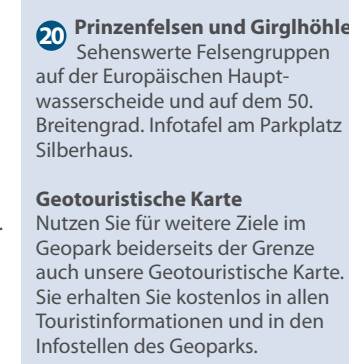 20 Prinzenfelsen und Girglhöhle
Sehenswerte Felsengruppen
auf der Europäischen Haupt-
wasserscheide und auf dem 50.
Breitengrad. Infotafel am Parkplatz
Silberhaus.
Geotouristische Karte
Nutzen Sie für weitere Ziele im
Geopark beiderseits der Grenze
auch unsere Geotouristische Karte.
Sie erhalten Sie kostenlos in allen
Touristinformationen und in den
Infostellen des Geoparks.